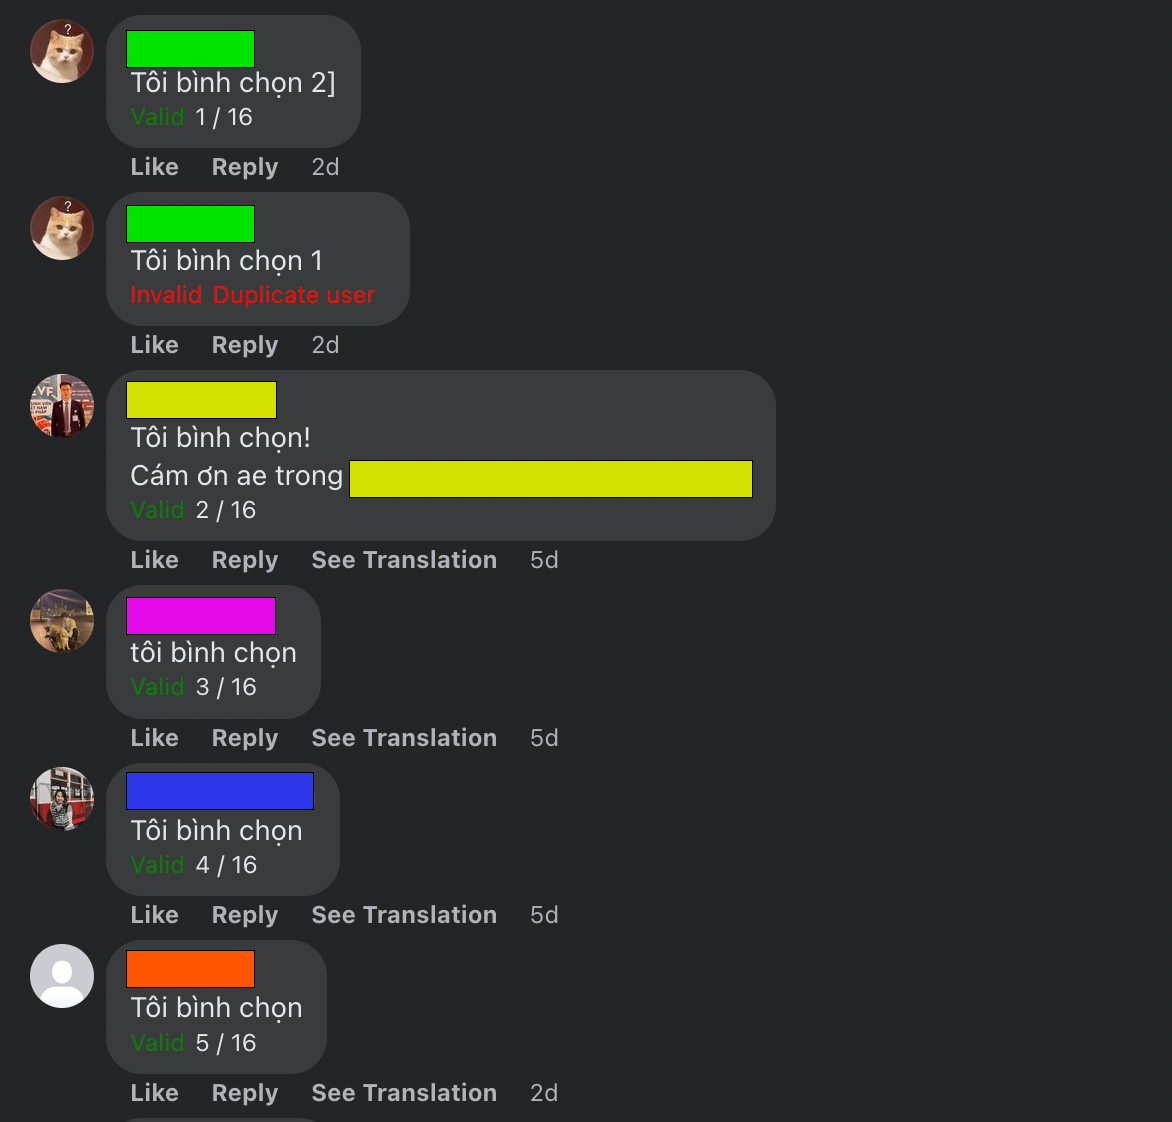 ?
Tôi bình chọn 2]
Valid 1 / 16
Like Reply 2d
?
Tôi bình chọn 1
Invalid Duplicate user
Like Reply 2d
Tôi bình chọn!
Cám ơn ae trong
Valid 2 / 16
Like Reply See Translation 5d
tôi bình chọn
Valid 3 / 16
Like Reply See Translation 5d
Tôi bình chọn
Valid 4 / 16
Like Reply See Translation 5d
Tôi bình chọn
Valid 5 / 16
Like Reply See Translation 2d